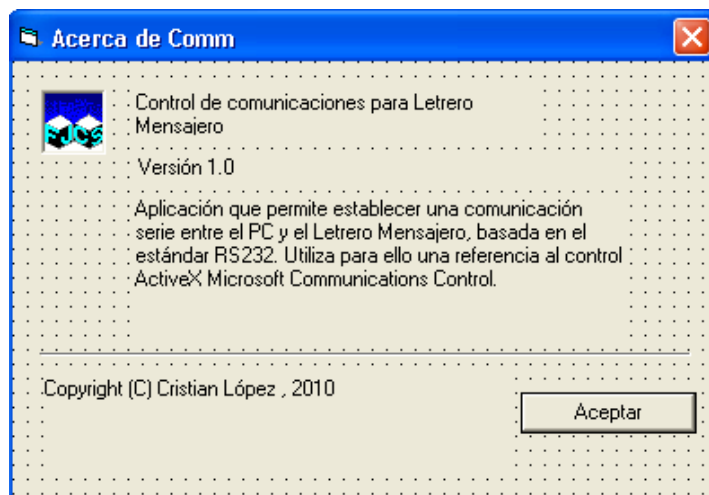 Acerca de Comm
Control de comunicaciones para Letrero
Mensajero
Versión 1.0
Aplicación que permite establecer una comunicación
serie entre el PC y el Letrero Mensajero, basada en el
estándar RS232. Utiliza para ello una referencia al control
ActiveX Microsoft Communications Control.
Copyright (C) Cristian López , 2010
Aceptar